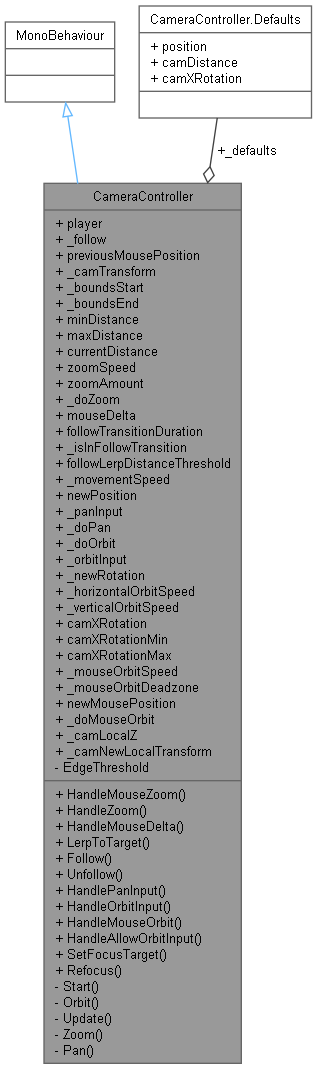 MonoBehaviour
CameraController.Defaults
+ position
+ camDistance
+ camXRotation
+_defaults
CameraController
+ player
+ _follow
+ previousMousePosition
+ _camTransform
+ _boundsStart
+ _boundsEnd
+ minDistance
+ maxDistance
+ currentDistance
+ zoomSpeed
+ zoomAmount
+ _doZoom
+ mouseDelta
+ followTransitionDuration
+ _isInFollowTransition
+ followLerpDistanceThreshold
+ _movementSpeed
+ newPosition
+ _panInput
+ _doPan
+ _doOrbit
+ _orbitInput
+ _newRotation
+ _horizontalOrbitSpeed
+ _verticalOrbitSpeed
+ camXRotation
+ camXRotationMin
+ camXRotationMax
+ _mouseOrbitSpeed
+ _mouseOrbitDeadzone
+ newMousePosition
+ _doMouseOrbit
+ _camLocalZ
+ _camNewLocalTransform
- EdgeThreshold
+ HandleMouseZoom()
+ HandleZoom()
+ HandleMouseDelta()
+ LerpToTarget()
+ Follow()
+ Unfollow()
+ HandlePanInput()
+ HandleOrbitInput()
+ HandleMouseOrbit()
+ HandleAllowOrbitInput()
+ SetFocusTarget()
+ Refocus()
- Start()
- Orbit()
- Update()
- Zoom()
- Pan()